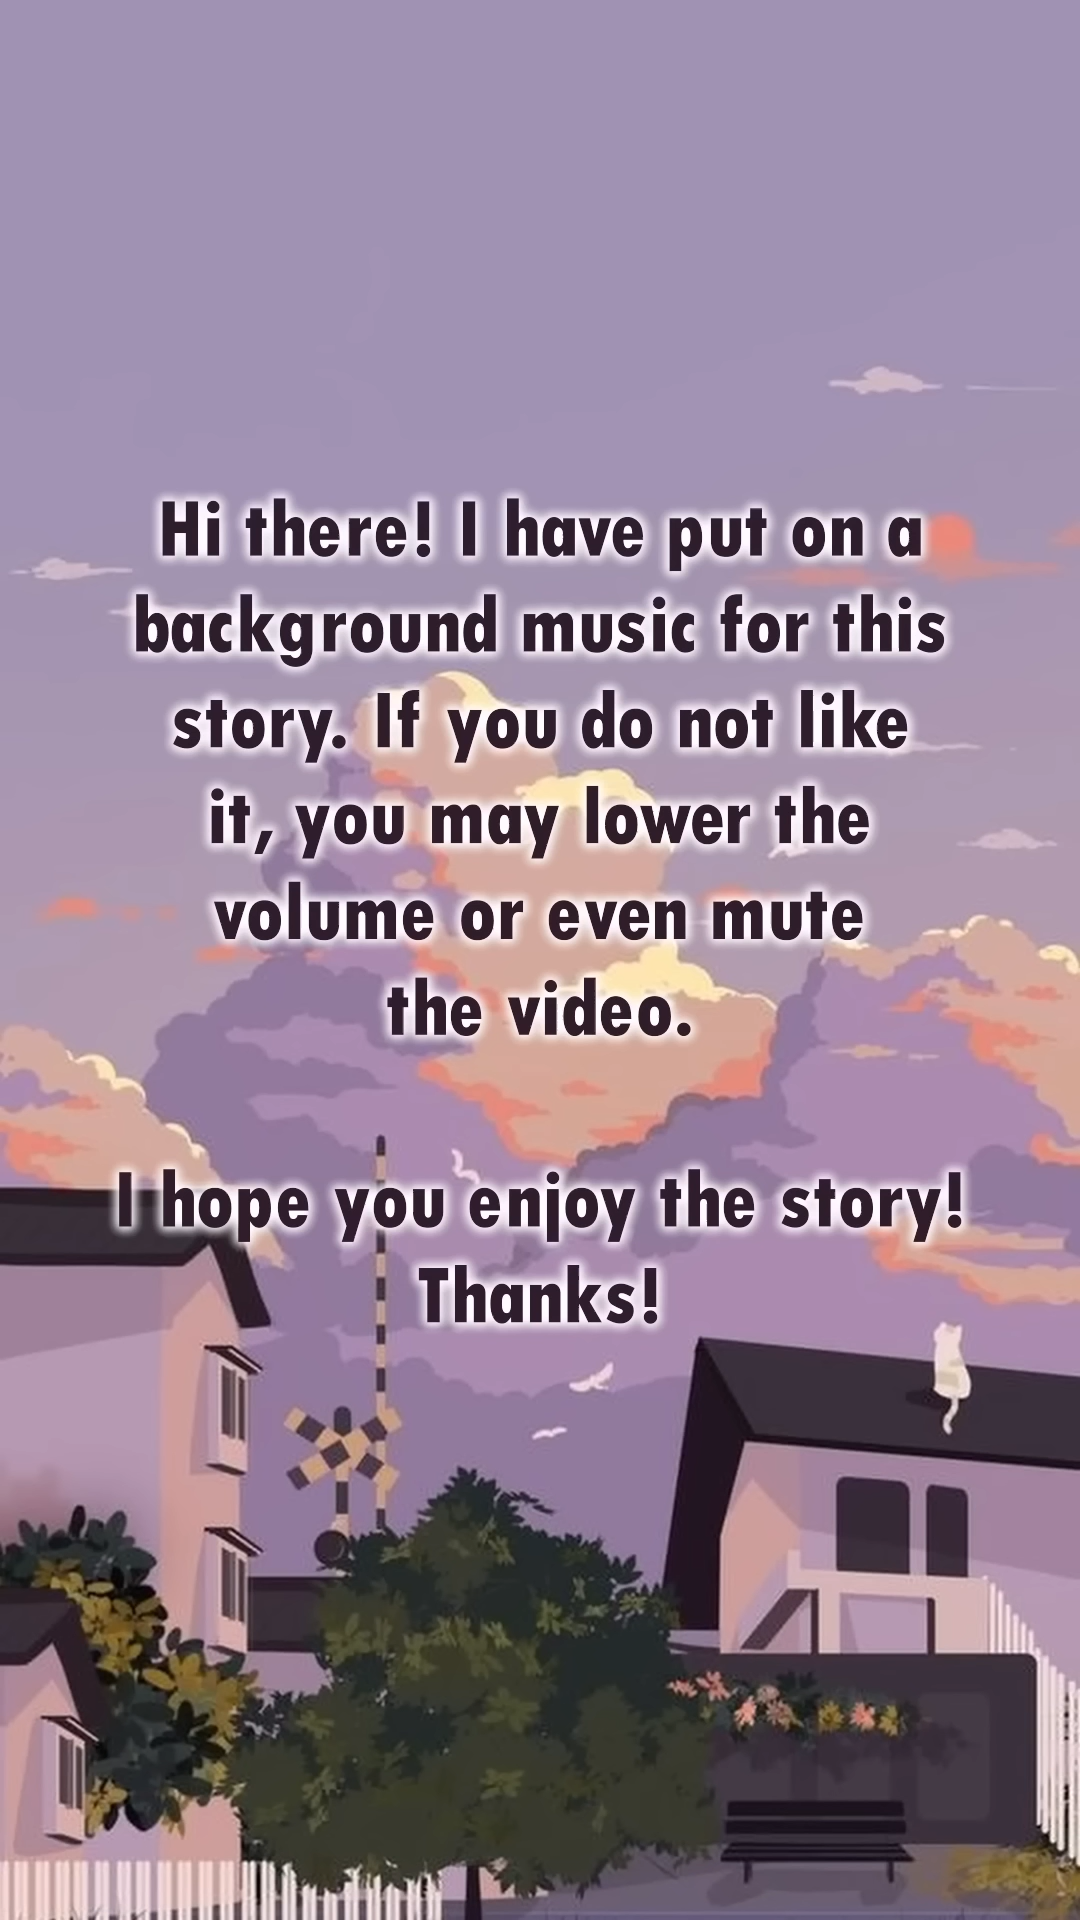 Hi there! I have put on a
background music for this
story. If you do not like
it, you may lower the
volume or even mute
the video.
I hope you enjoy the story!
Thanks!